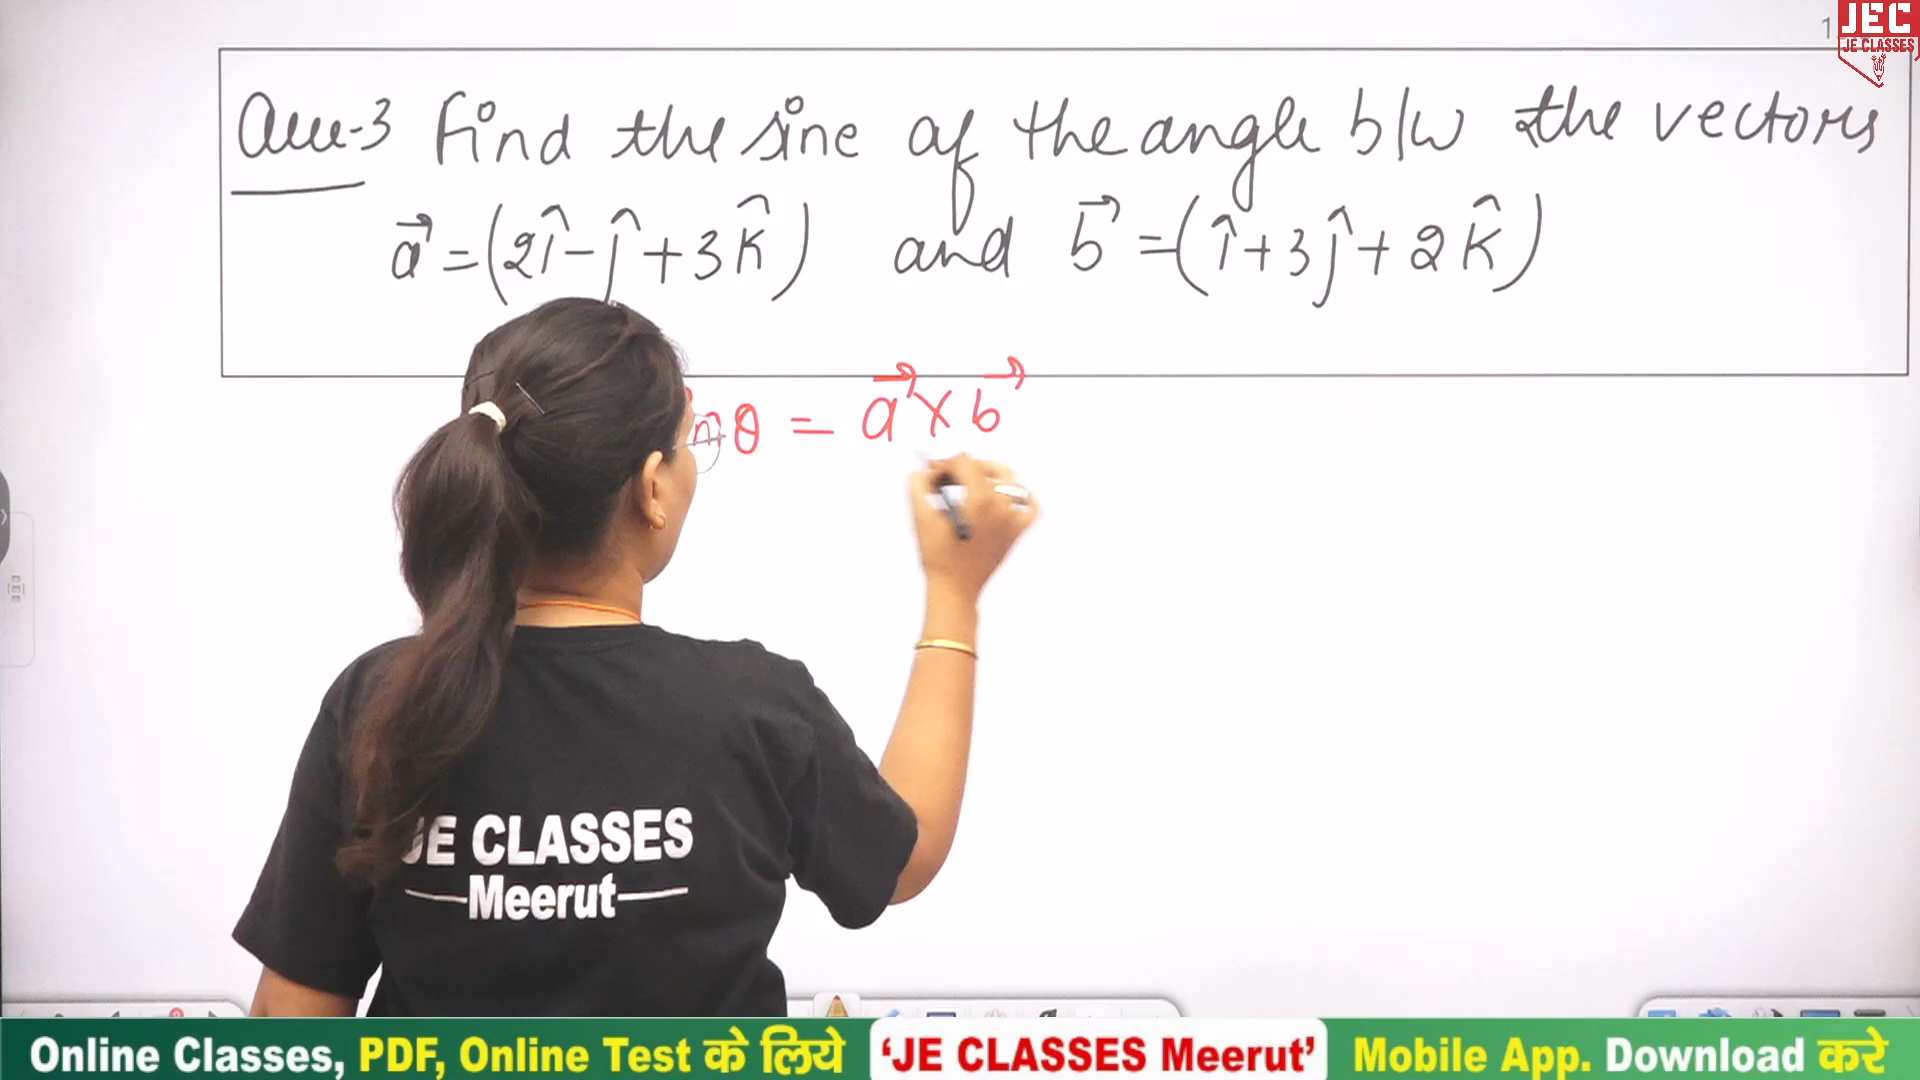 JEC
JE CLASSES
1
Que-3 Find the sine of the angle b/w the vectors
a⃗ = (2î - ĵ + 3k̂) and b⃗ = (î + 3ĵ + 2k̂)
nθ = a⃗ × b⃗
JE CLASSES
Meerut
Online Classes, PDF, Online Test के लिये 'JE CLASSES Meerut' Mobile App. Download करे